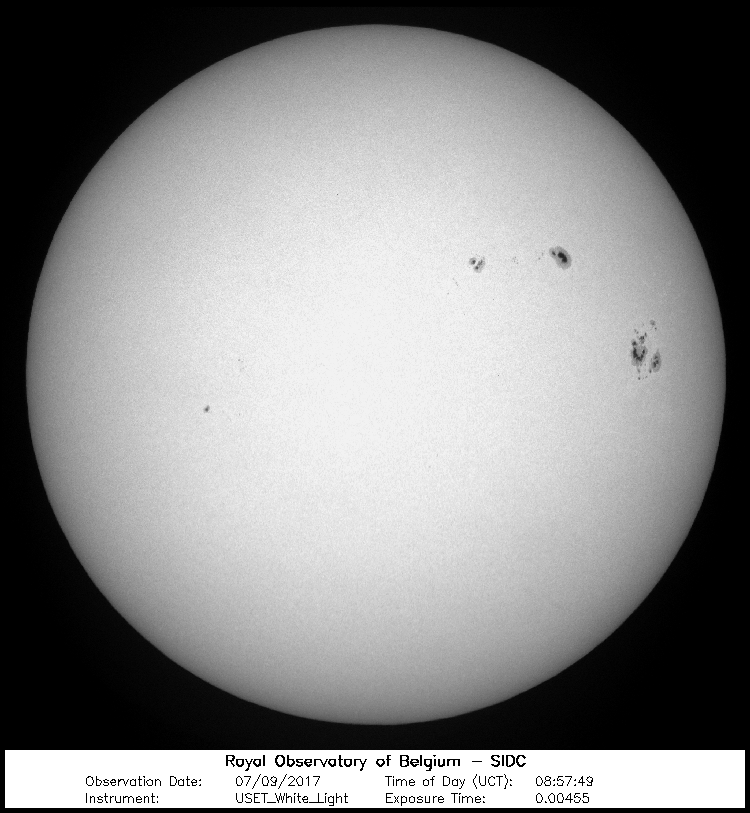 Royal Observatory of Belgium – SIDC
Observation Date: 07/09/2017 Time of Day (UCT): 08:57:49
Instrument: USET_White_Light Exposure Time: 0.00455